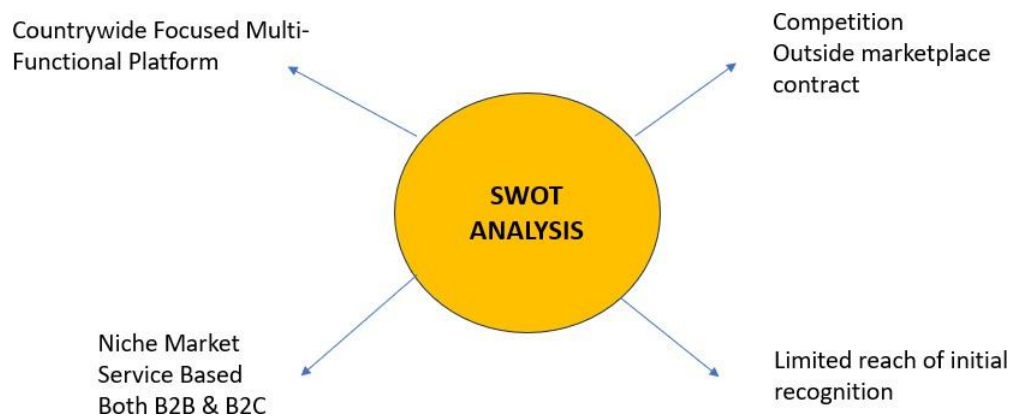 Countrywide Focused Multi-
Functional Platform
Competition
Outside marketplace
contract
SWOT
ANALYSIS
Niche Market
Service Based
Both B2B & B2C
Limited reach of initial
recognition